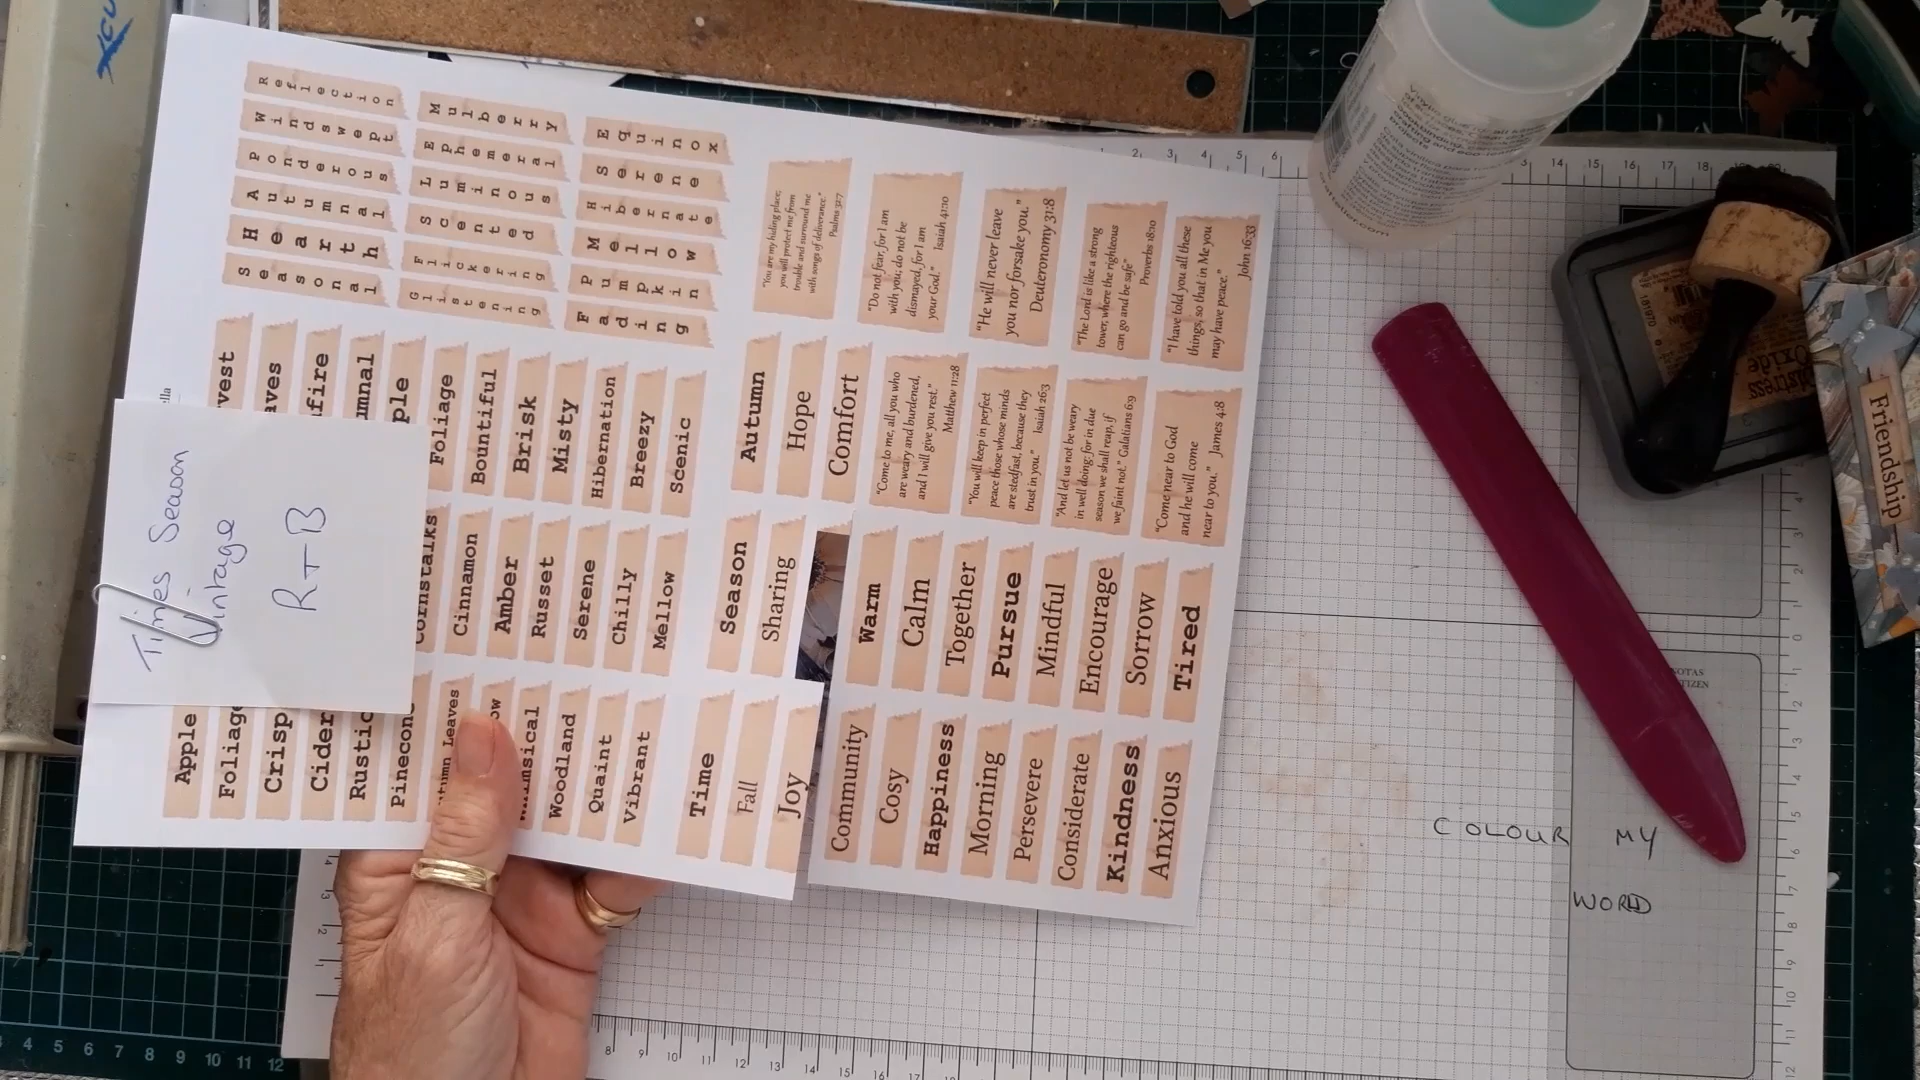 Times Season
Vintage
R+B
Reflection
Windswept
Ponderous
Autumnal
Hearth
Seasonal
Mulberry
Ephemeral
Luminous
Scented
Flickering
Glistening
Equinox
Serene
Hibernate
Mellow
Pumpkin
Fading
vest
aves
fire
umnal
ple
Foliage
Bountiful
Brisk
Misty
Hibernation
Breezy
Scenic
Cornstalks
Cinnamon
Amber
Russet
Serene
Chilly
Mellow
Apple
Foliage
Crisp
Cider
Rustic
Pinecone
utumn Leaves
ow
Whimsical
Woodland
Quaint
Vibrant
Autumn
Hope
Comfort
Season
Sharing
Time
Fall
Joy
"You are my hiding place;
you will protect me from
trouble and surround me
with songs of deliverance."
Psalms 32:7
"Do not fear, for I am
with you; do not be
dismayed, for I am
your God." Isaiah 41:10
"He will never leave
you nor forsake you."
Deuteronomy 31:8
"The Lord is like a strong
tower, where the righteous
can go and be safe"
Proverbs 18:10
"I have told you all these
things, so that in Me you
may have peace."
John 16:33
"Come to me, all you who
are weary and burdened,
and I will give you rest."
Matthew 11:28
"You will keep in perfect
peace those whose minds
are stedfast, because they
trust in you." Isaiah 26:3
"And let us not be weary
in well doing: for in due
season we shall reap, if
we faint not." Galatians 6:9
"Come near to God
and he will come
near to you." James 4:8
Warm
Calm
Together
Pursue
Mindful
Encourage
Sorrow
Tired
Community
Cosy
Happiness
Morning
Persevere
Considerate
Kindness
Anxious
Friendship
COLOUR MY
WORD
Distress
Oxide